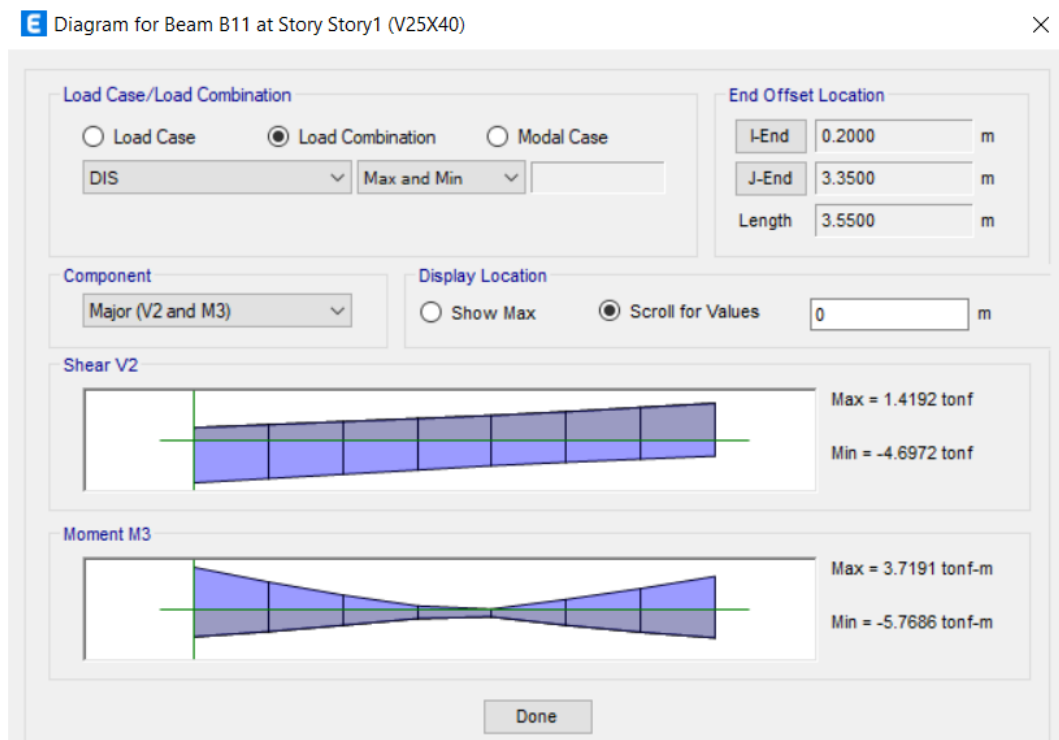 E Diagram for Beam B11 at Story Story1 (V25X40)
Load Case/Load Combination
Load Case Load Combination Modal Case
DIS Max and Min
End Offset Location
I-End 0.2000 m
J-End 3.3500 m
Length 3.5500 m
Component
Major (V2 and M3)
Display Location
Show Max Scroll for Values 0 m
Shear V2
Max = 1.4192 tonf
Min = -4.6972 tonf
Moment M3
Max = 3.7191 tonf-m
Min = -5.7686 tonf-m
Done